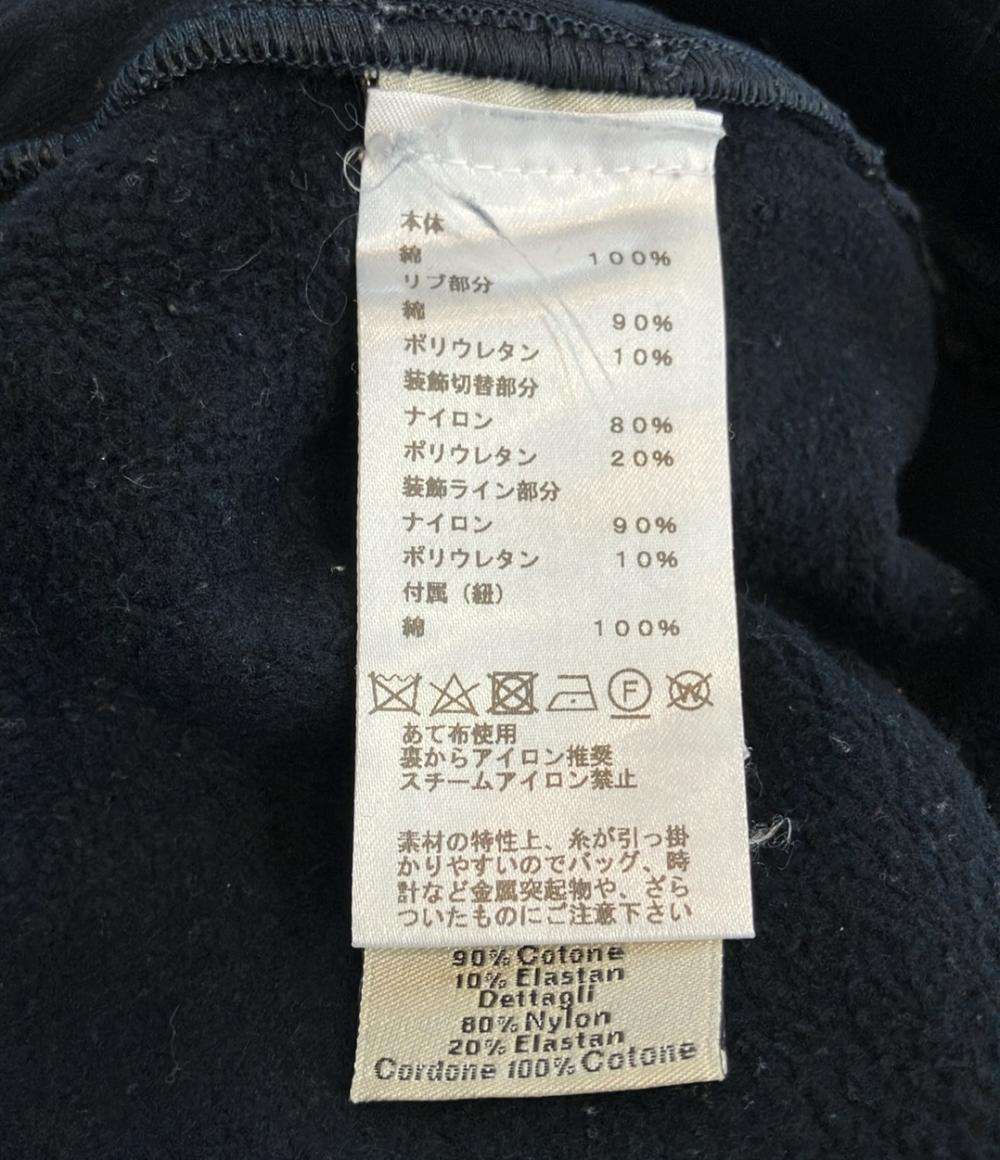 本体
綿 100%
リブ部分
綿 90%
ポリウレタン 10%
装飾切替部分
ナイロン 80%
ポリウレタン 20%
装飾ライン部分
ナイロン 90%
ポリウレタン 10%
付属（紐）
綿 100%
F W
あて布使用
裏からアイロン推奨
スチームアイロン禁止
素材の特性上、糸が引っ掛
かりやすいのでバッグ、時
計など金属突起物や、ざら
ついたものにご注意下さい
90% Cotone
10% Elastan
Dettagli
80% Nylon
20% Elastan
Cordone 100% Cotone